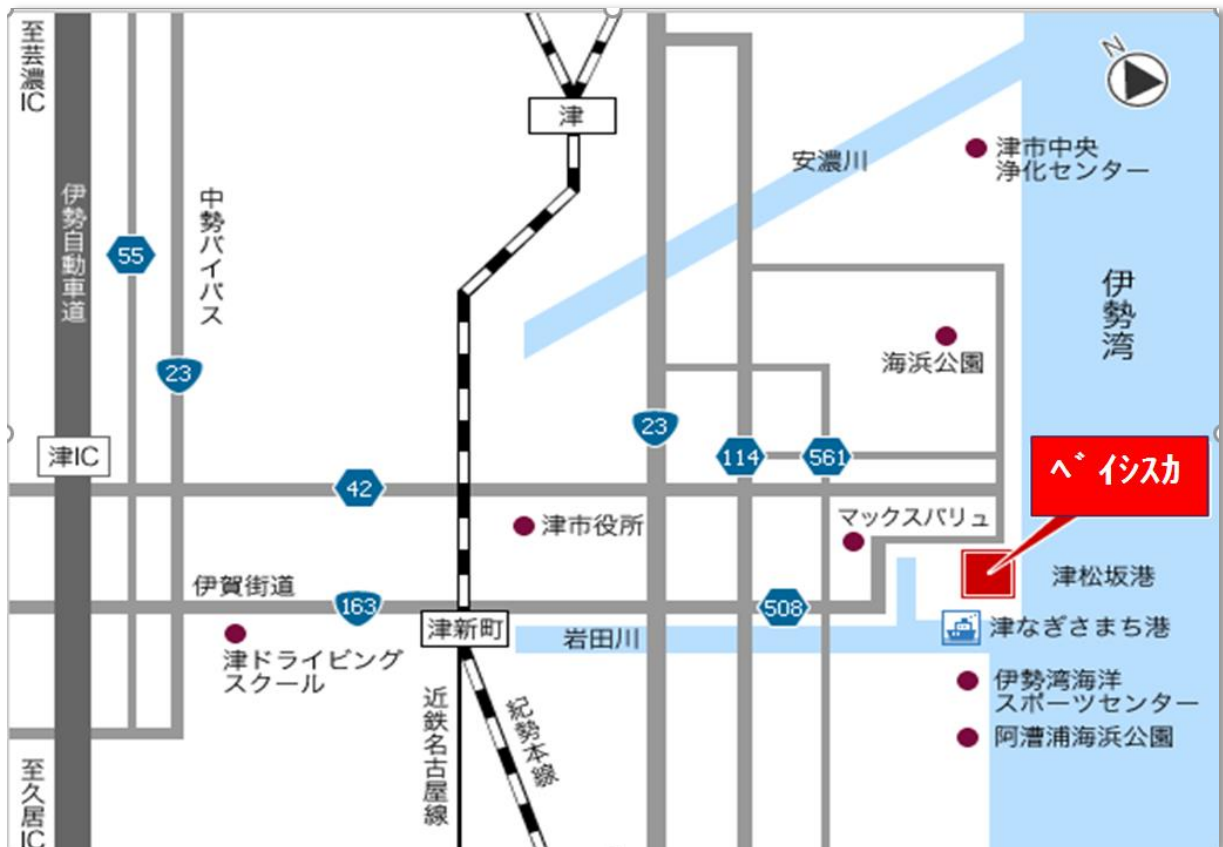 至芸濃IC
N
津
安濃川
津市中央
浄化センター
伊勢自動車道
中勢バイパス
55
伊勢湾
海浜公園
23
23
津IC
114
561
ベイシスカ
42
マックスバリュ
津市役所
津松坂港
伊賀街道
163
508
津新町
岩田川
津なぎさまち港
津ドライビング
スクール
伊勢湾海洋
スポーツセンター
近鉄名古屋線
紀勢本線
阿漕浦海浜公園
至久居IC